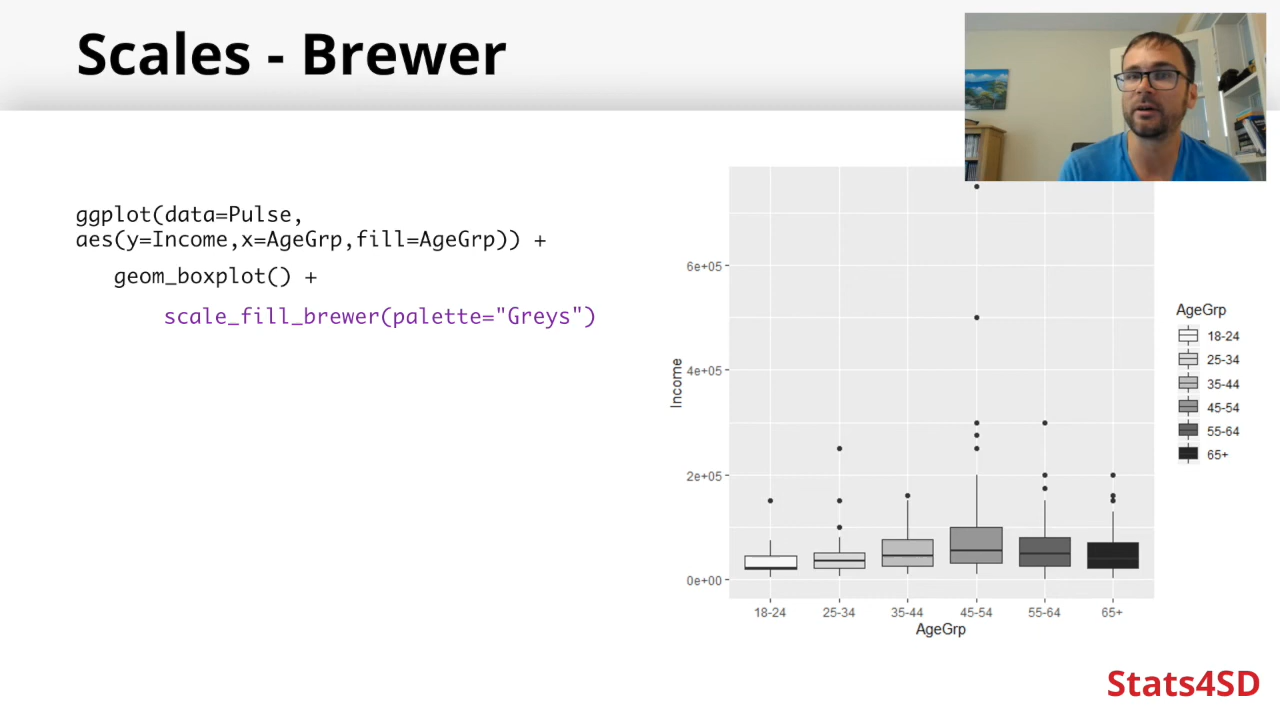 Scales - Brewer
ggplot(data=Pulse,
aes(y=Income,x=AgeGrp,fill=AgeGrp)) +
geom_boxplot() +
scale_fill_brewer(palette="Greys")
6e+05
4e+05
2e+05
0e+00
Income
18-24
25-34
35-44
45-54
55-64
65+
AgeGrp
AgeGrp
18-24
25-34
35-44
45-54
55-64
65+
Stats4SD